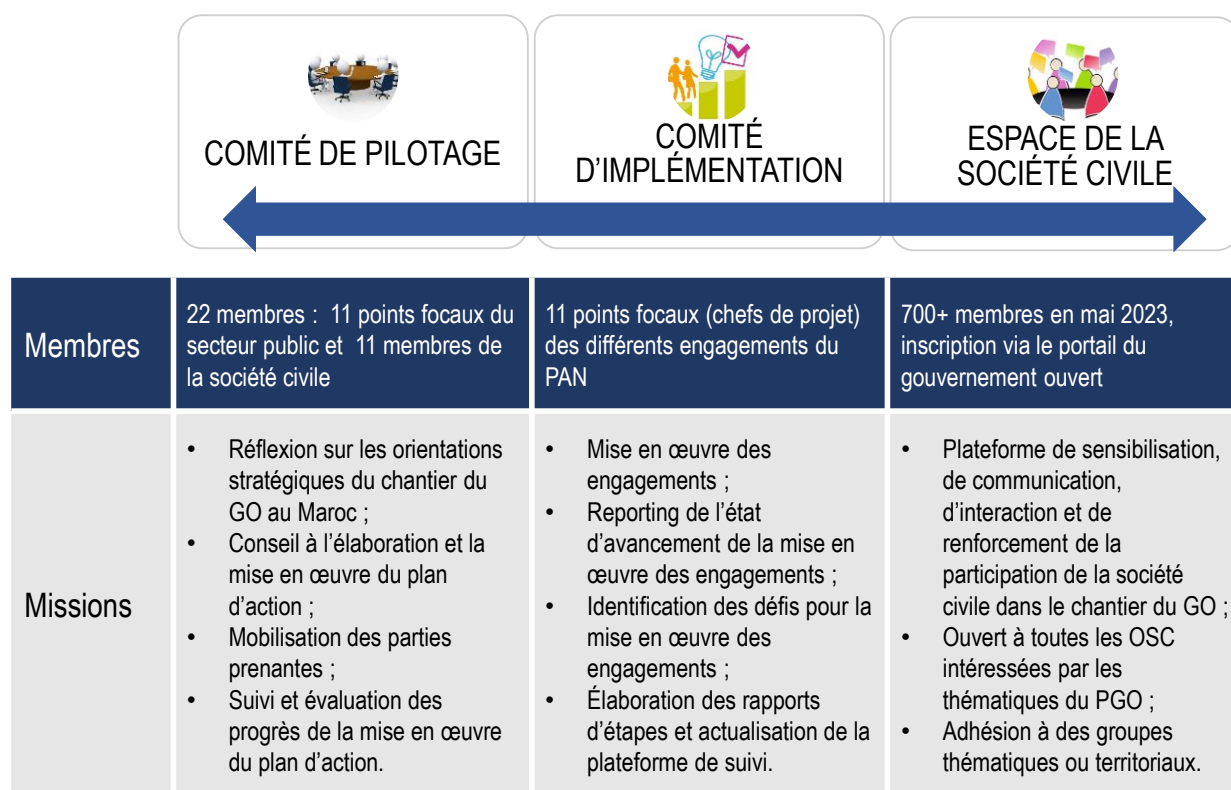 COMITÉ DE PILOTAGE
COMITÉ
D’IMPLÉMENTATION
ESPACE DE LA
SOCIÉTÉ CIVILE
Membres
22 membres : 11 points focaux du
secteur public et 11 membres de
la société civile
11 points focaux (chefs de projet)
des différents engagements du
PAN
700+ membres en mai 2023,
inscription via le portail du
gouvernement ouvert
Missions
• Réflexion sur les orientations
stratégiques du chantier du
GO au Maroc ;
• Conseil à l’élaboration et la
mise en œuvre du plan
d’action ;
• Mobilisation des parties
prenantes ;
• Suivi et évaluation des
progrès de la mise en œuvre
du plan d’action.
• Mise en œuvre des
engagements ;
• Reporting de l’état
d’avancement de la mise en
œuvre des engagements ;
• Identification des défis pour la
mise en œuvre des
engagements ;
• Élaboration des rapports
d’étapes et actualisation de la
plateforme de suivi.
• Plateforme de sensibilisation,
de communication,
d’interaction et de
renforcement de la
participation de la société
civile dans le chantier du GO ;
• Ouvert à toutes les OSC
intéressées par les
thématiques du PGO ;
• Adhésion à des groupes
thématiques ou territoriaux.